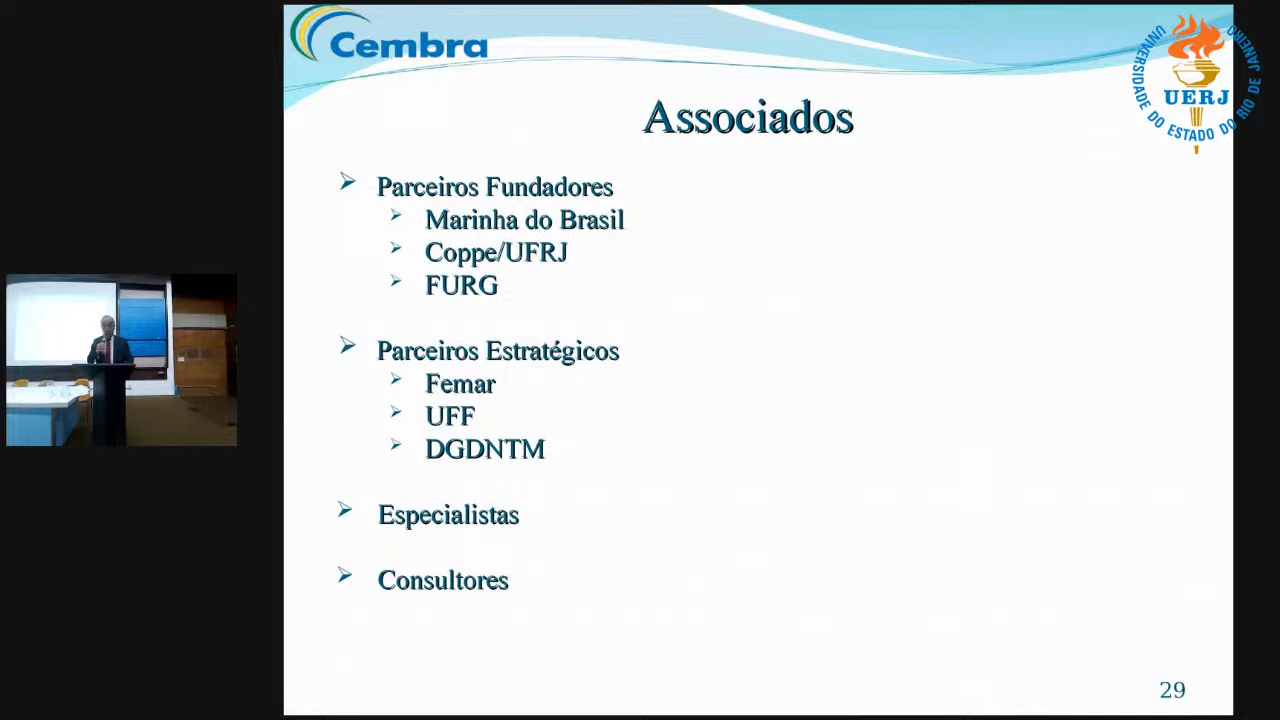 Cembra
UNIVERSIDADE DO ESTADO DO RIO DE JANEIRO
UERJ
Associados
Parceiros Fundadores
Marinha do Brasil
Coppe/UFRJ
FURG
Parceiros Estratégicos
Femar
UFF
DGDNTM
Especialistas
Consultores
29